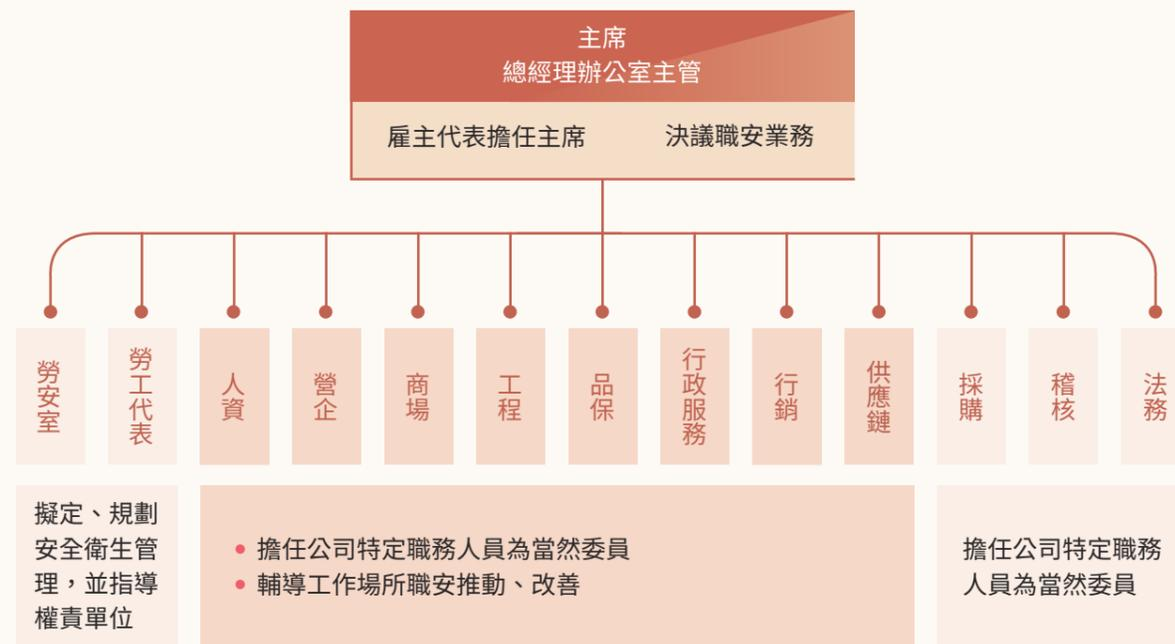 主席
總經理辦公室主管
雇主代表擔任主席
決議職安業務
勞安室
勞工代表
人資
營企
商場
工程
品保
行政服務
行銷
供應鏈
採購
稽核
法務
擬定、規劃
安全衛生管
理，並指導
權責單位
擔任公司特定職務人員為當然委員
輔導工作場所職安推動、改善
擔任公司特定職務
人員為當然委員